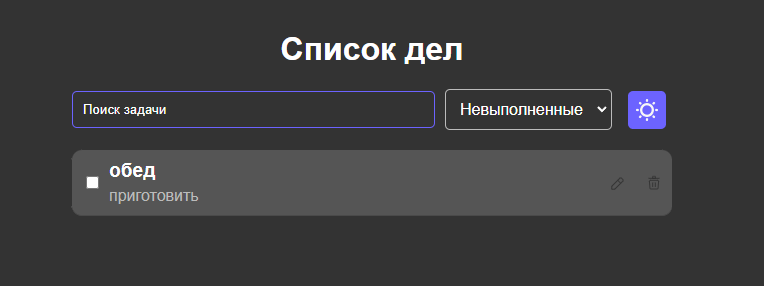 Список дел
Поиск задачи
Невыполненные
обед
приготовить